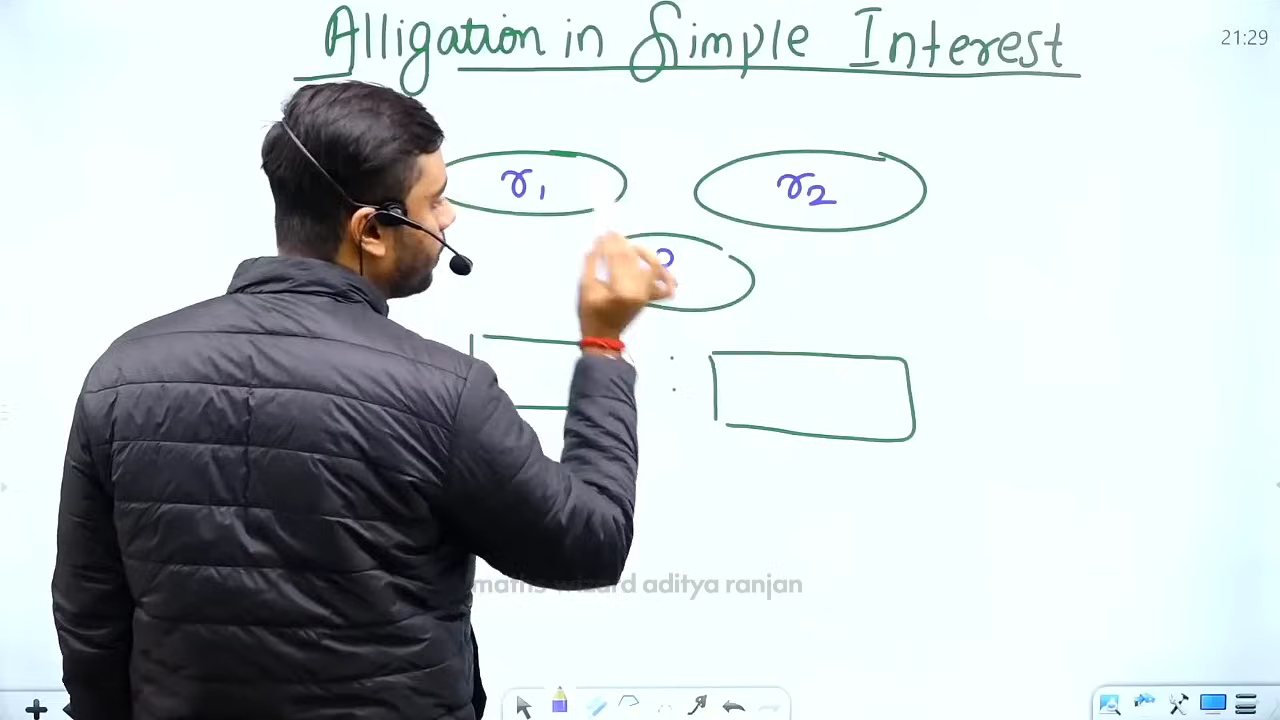 Alligation in Simple Interest
21:29
r1 r2
:
maths wizard aditya ranjan